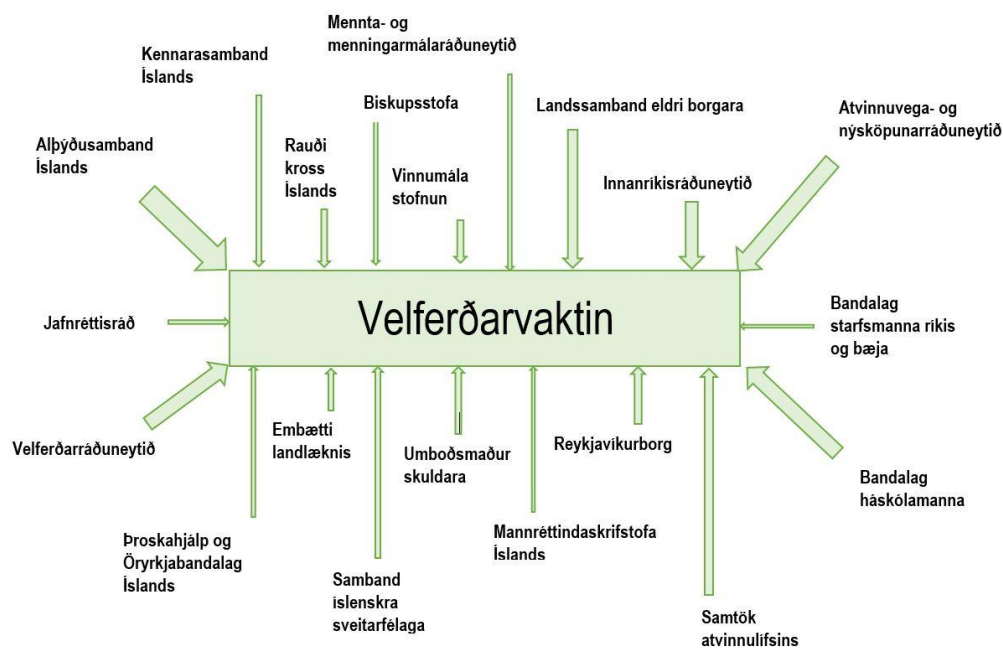 Mennta- og
menningarmálaráðuneytið
Kennarasamband
Íslands
Biskupsstofa
Landssamband eldri borgara
Atvinnuvega- og
nýsköpunarráðuneytið
Alþýðusamband
Íslands
Rauði
kross
Íslands
Vinnumála
stofnun
Innanríkisráðuneytið
Velferðarvaktin
Jafnréttisráð
Bandalag
starfsmanna ríkis
og bæja
Velferðarráðuneytið
Embætti
landlæknis
Umboðsmaður
skuldara
Reykjavíkurborg
Bandalag
háskólamanna
Þroskahjálp og
Öryrkjabandalag
Íslands
Samband
íslenskra
sveitarfélaga
Mannréttindaskrifstofa
Íslands
Samtök
atvinnulífsins